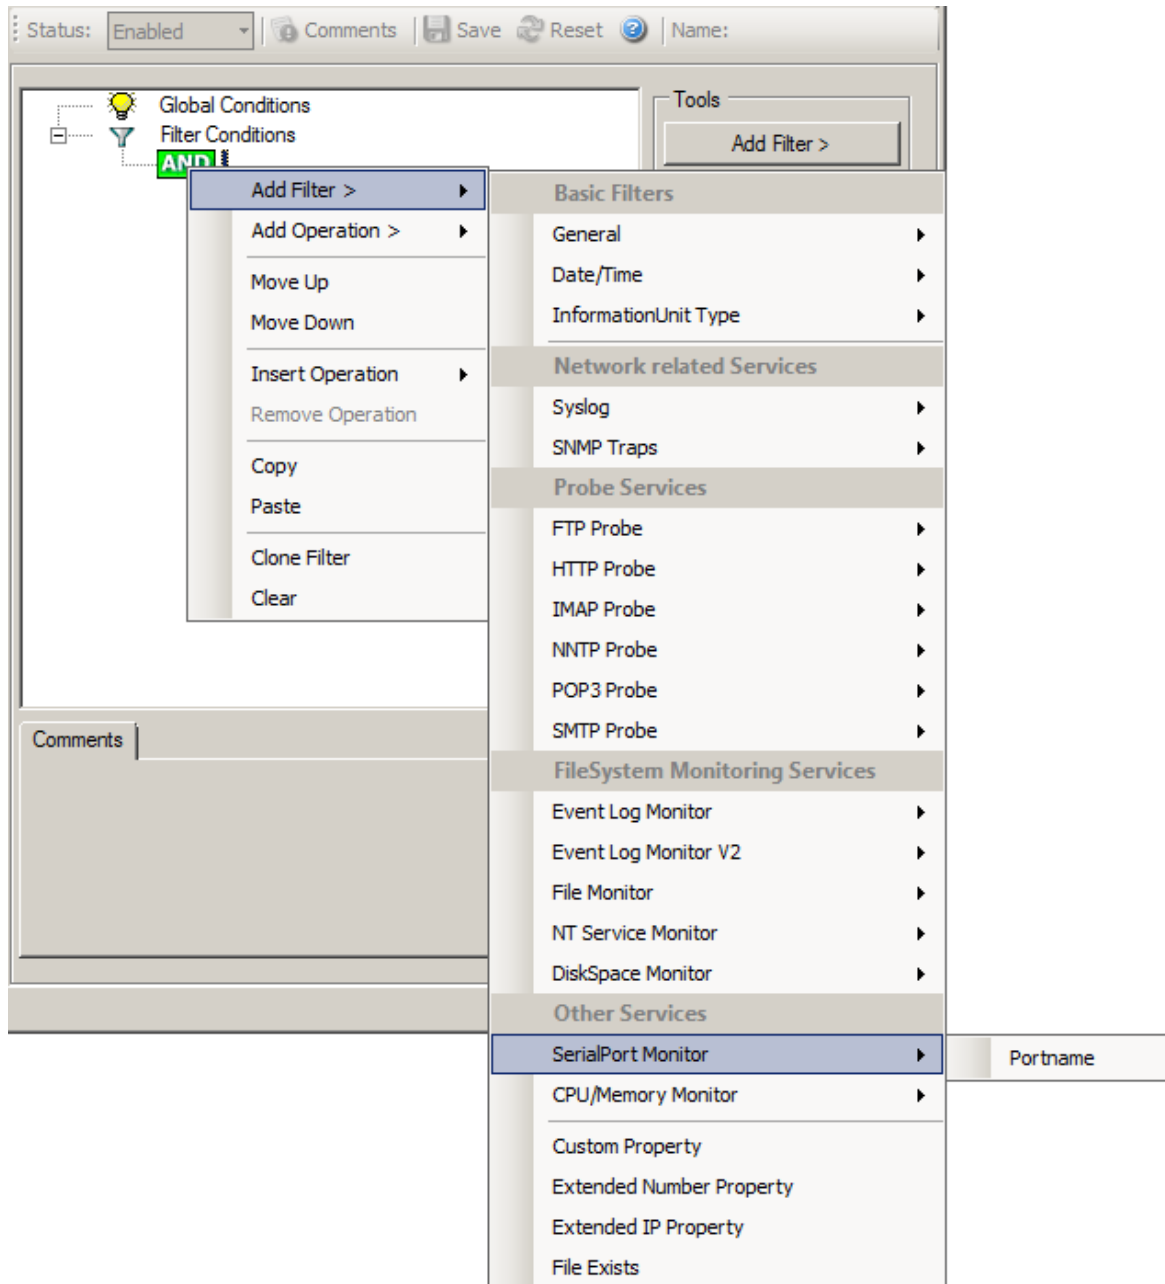 Status: Enabled Comments Save Reset Name:
Global Conditions
Filter Conditions
AND
Tools
Add Filter >
Add Filter >
Add Operation >
Move Up
Move Down
Insert Operation
Remove Operation
Copy
Paste
Clone Filter
Clear
Basic Filters
General
Date/Time
InformationUnit Type
Network related Services
Syslog
SNMP Traps
Probe Services
FTP Probe
HTTP Probe
IMAP Probe
NNTP Probe
POP3 Probe
SMTP Probe
FileSystem Monitoring Services
Event Log Monitor
Event Log Monitor V2
File Monitor
NT Service Monitor
DiskSpace Monitor
Other Services
SerialPort Monitor
CPU/Memory Monitor
Custom Property
Extended Number Property
Extended IP Property
File Exists
Portname
Comments